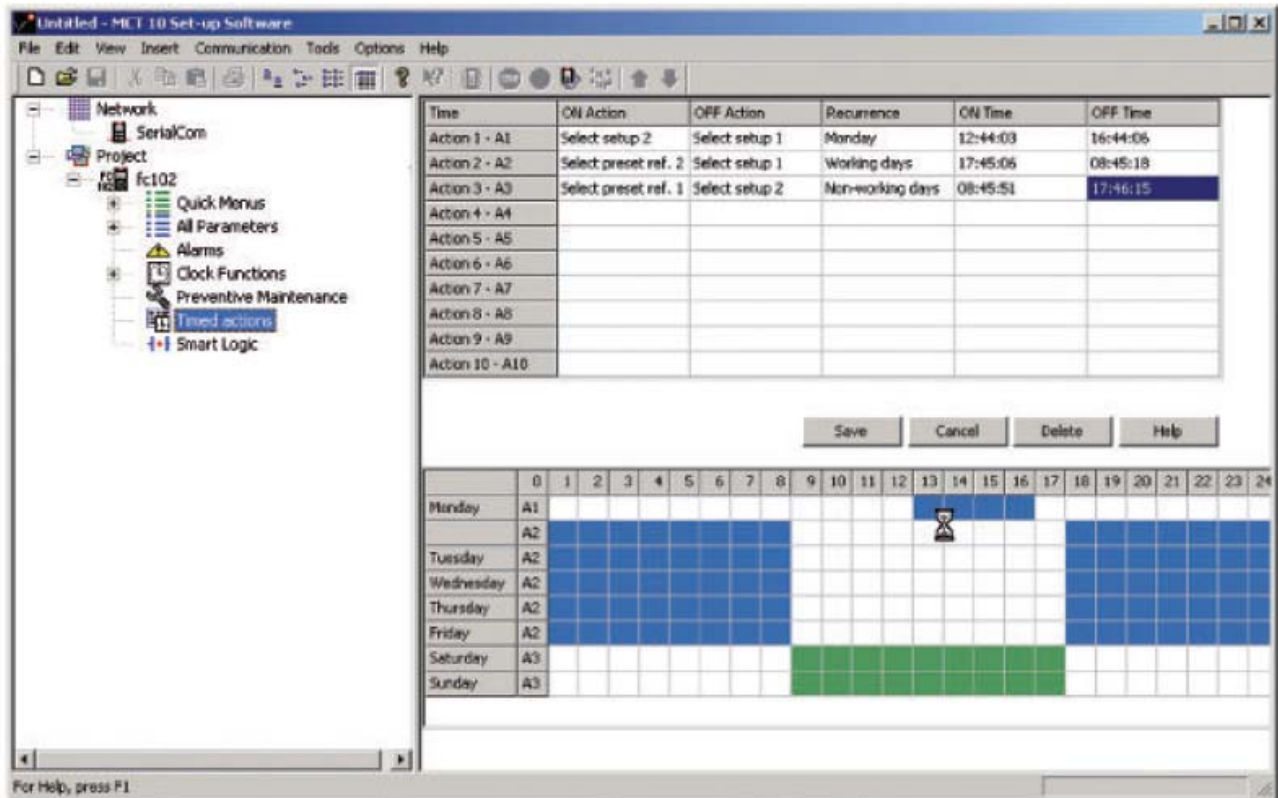 Untitled - MCT 10 Set-up Software
File Edit View Insert Communication Tools Options Help
Network
SerialCom
Project
fc102
Quick Menus
All Parameters
Alarms
Clock Functions
Preventive Maintenance
Timed actions
Smart Logic
Time ON Action OFF Action Recurrence ON Time OFF Time
Action 1 - A1 Select setup 2 Select setup 1 Monday 12:44:03 16:44:06
Action 2 - A2 Select preset ref. 2 Select setup 1 Working days 17:45:06 08:45:18
Action 3 - A3 Select preset ref. 1 Select setup 2 Non-working days 08:45:51 17:46:15
Action 4 - A4
Action 5 - A5
Action 6 - A6
Action 7 - A7
Action 8 - A8
Action 9 - A9
Action 10 - A10
Save Cancel Delete Help
0 1 2 3 4 5 6 7 8 9 10 11 12 13 14 15 16 17 18 19 20 21 22 23 24
Monday A1
A2
Tuesday A2
Wednesday A2
Thursday A2
Friday A2
Saturday A3
Sunday A3
For Help, press F1